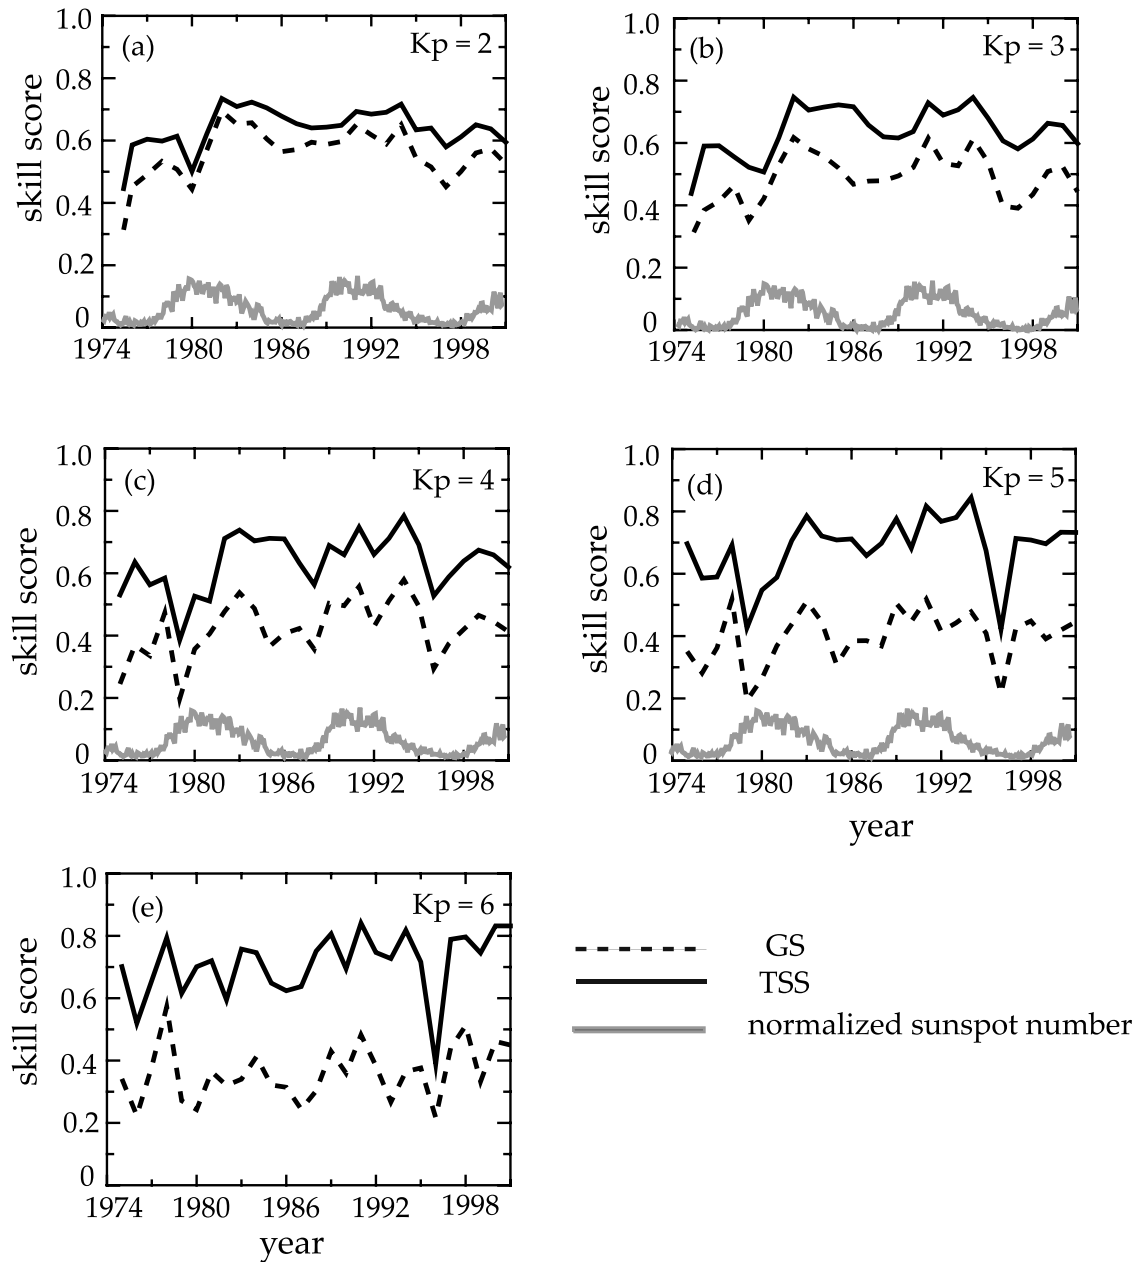 (a)
Kp = 2
1.0
0.8
0.6
0.4
0.2
0
skill score
1974 1980 1986 1992 1998
(b)
Kp = 3
1.0
0.8
0.6
0.4
0.2
0
skill score
1974 1980 1986 1992 1998
(c)
Kp = 4
1.0
0.8
0.6
0.4
0.2
0
skill score
1974 1980 1986 1992 1998
(d)
Kp = 5
1.0
0.8
0.6
0.4
0.2
0
skill score
1974 1980 1986 1992 1998
year
(e)
Kp = 6
1.0
0.8
0.6
0.4
0.2
0
skill score
1974 1980 1986 1992 1998
year
GS
TSS
normalized sunspot number